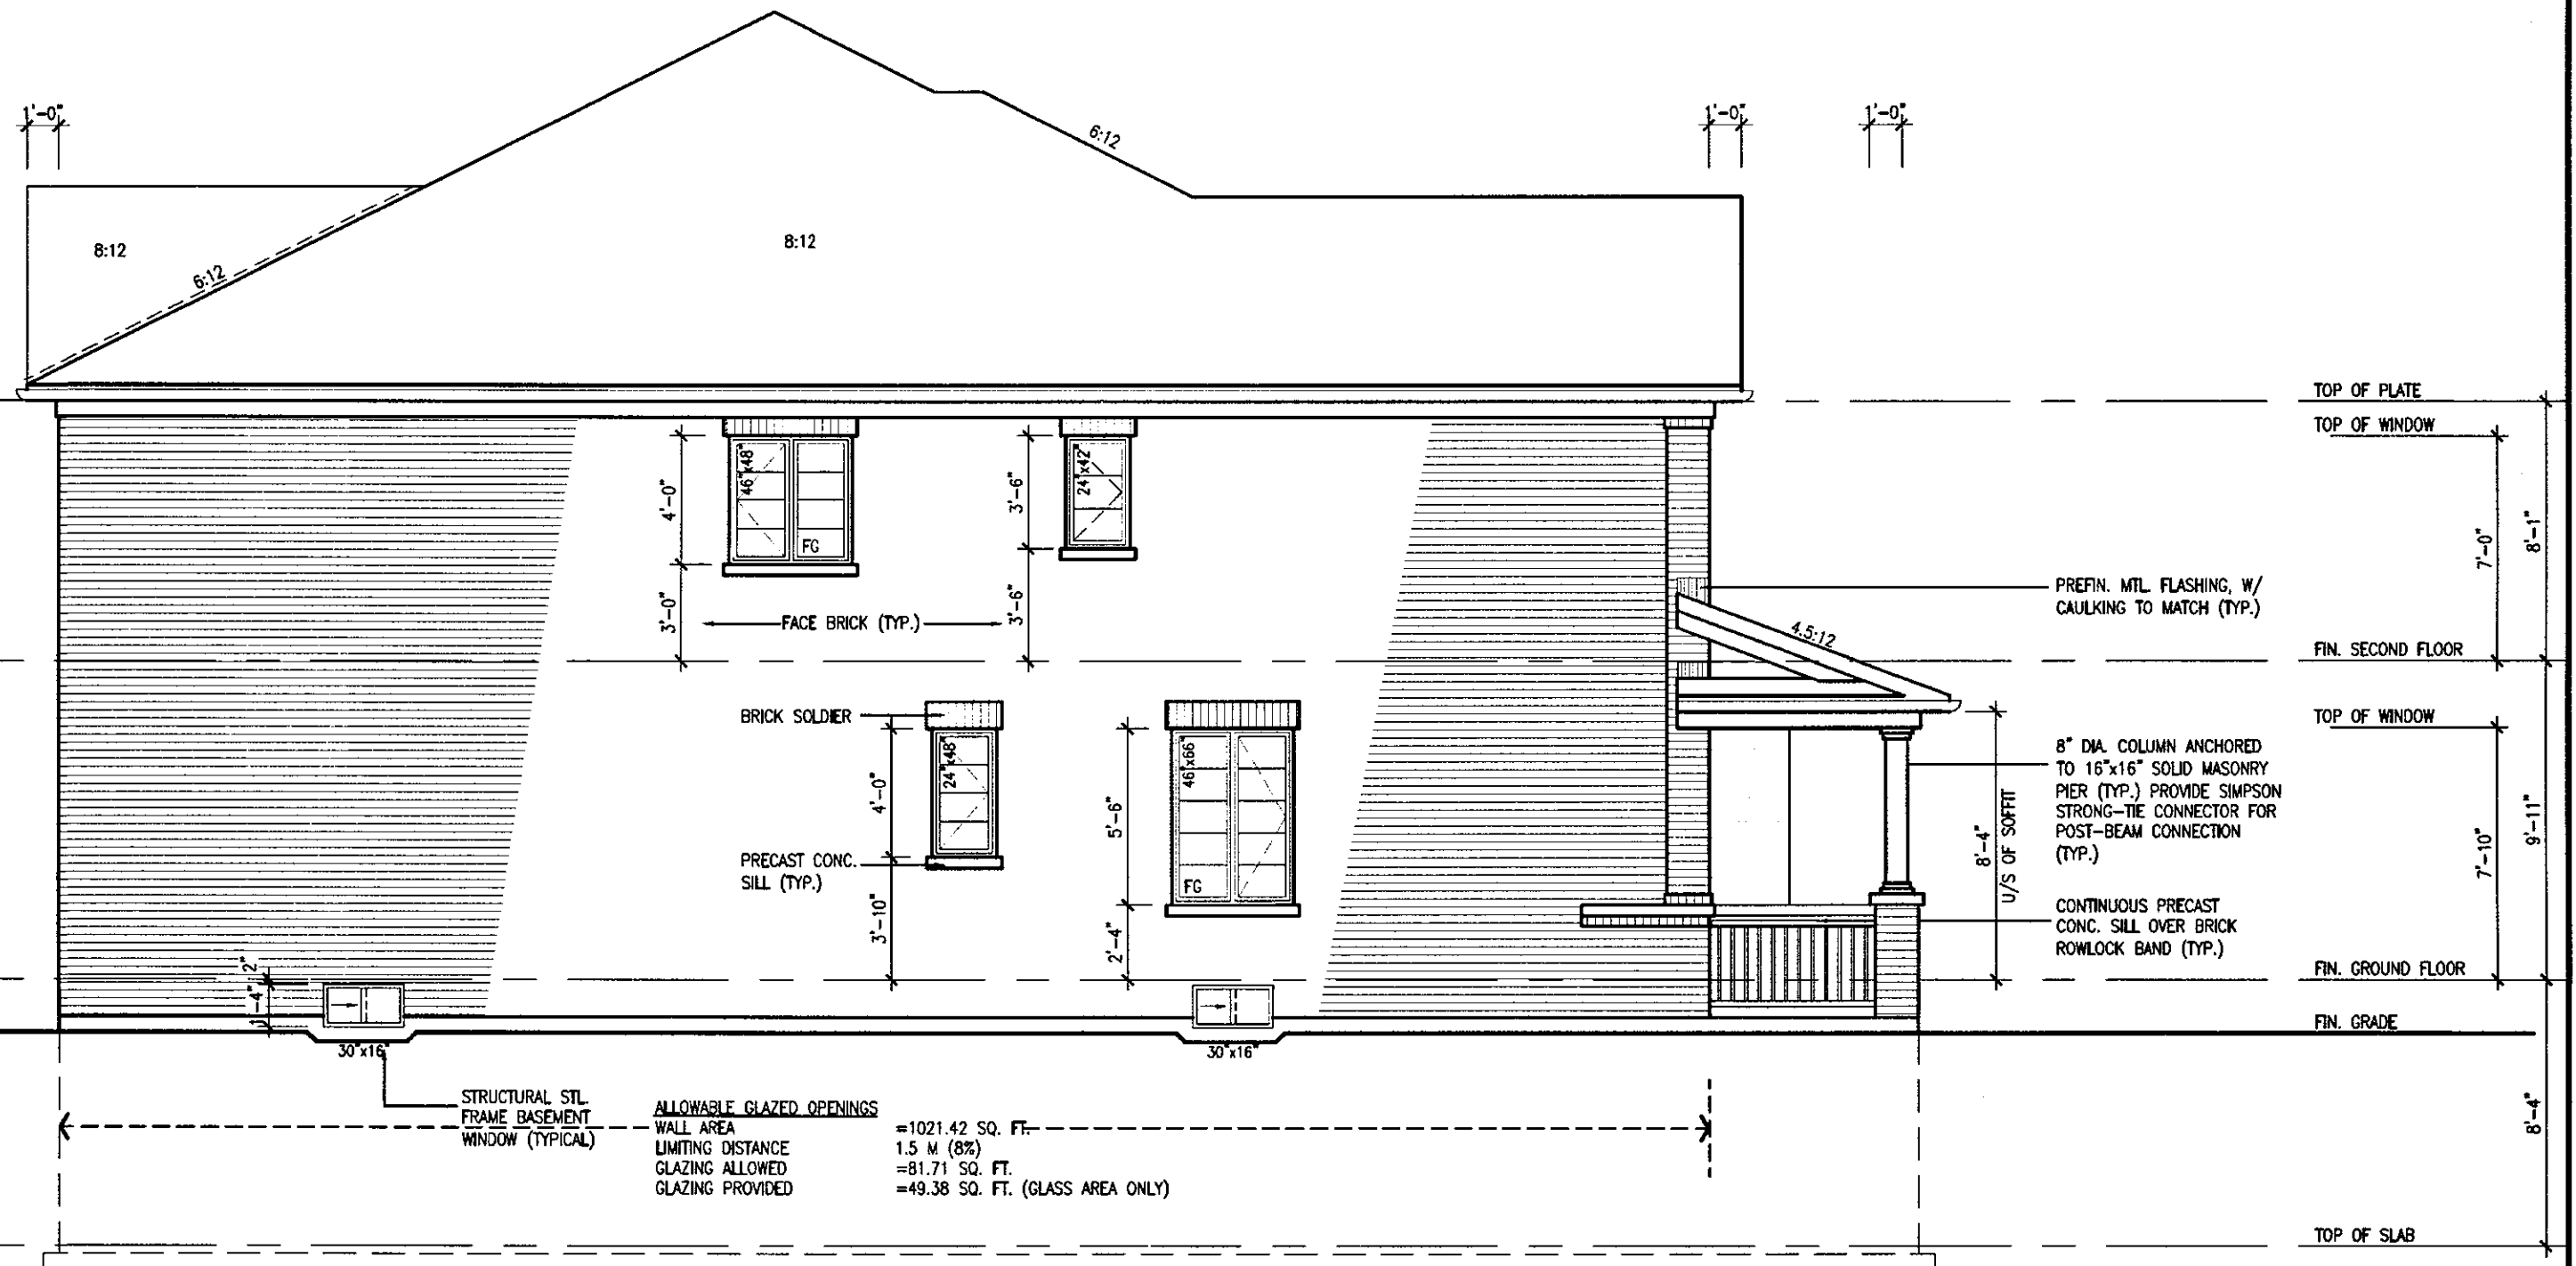 1'-0"
1'-0"
1'-0"
6:12
8:12
6:12
8:12
TOP OF PLATE
TOP OF WINDOW
46"x48"
FG
4'-0"
3'-0"
24"x42"
3'-6"
3'-6"
7'-0"
8'-1"
FACE BRICK (TYP.)
PREFIN. MTL. FLASHING, W/
CAULKING TO MATCH (TYP.)
4.5:12
FIN. SECOND FLOOR
BRICK SOLDIER
24"x48"
4'-0"
3'-10"
PRECAST CONC.
SILL (TYP.)
46"x66"
FG
5'-6"
2'-4"
8'-4"
U/S OF SOFFIT
TOP OF WINDOW
8" DIA. COLUMN ANCHORED
TO 16"x16" SOLID MASONRY
PIER (TYP.) PROVIDE SIMPSON
STRONG-TIE CONNECTOR FOR
POST-BEAM CONNECTION
(TYP.)
7'-10"
9'-11"
CONTINUOUS PRECAST
CONC. SILL OVER BRICK
ROWLOCK BAND (TYP.)
FIN. GROUND FLOOR
2"
1'-4"
FIN. GRADE
30"x16"
30"x16"
STRUCTURAL STL.
FRAME BASEMENT
WINDOW (TYPICAL)
ALLOWABLE GLAZED OPENINGS
WALL AREA =1021.42 SQ. FT.
LIMITING DISTANCE 1.5 M (8%)
GLAZING ALLOWED =81.71 SQ. FT.
GLAZING PROVIDED =49.38 SQ. FT. (GLASS AREA ONLY)
8'-4"
TOP OF SLAB